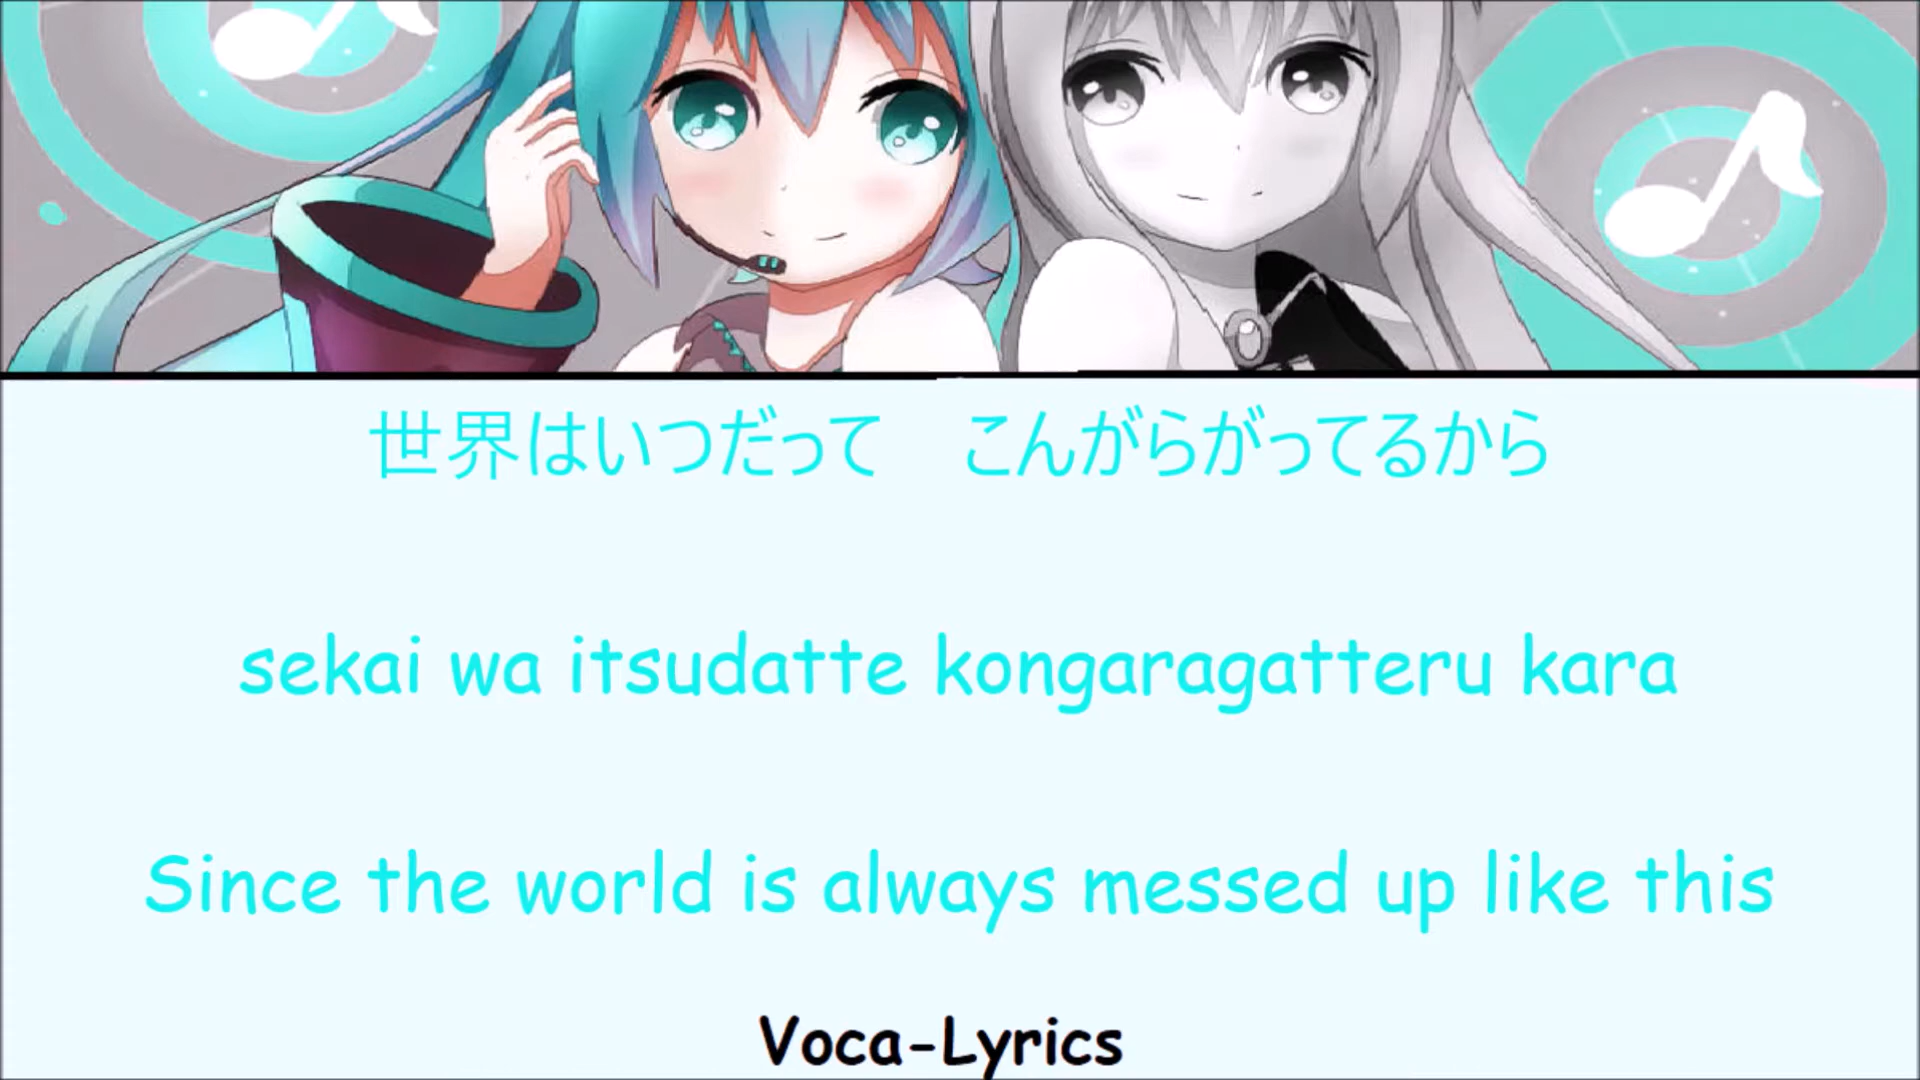 世界はいつだって　こんがらがってるから
sekai wa itsudatte kongaragatteru kara
Since the world is always messed up like this
Voca-Lyrics